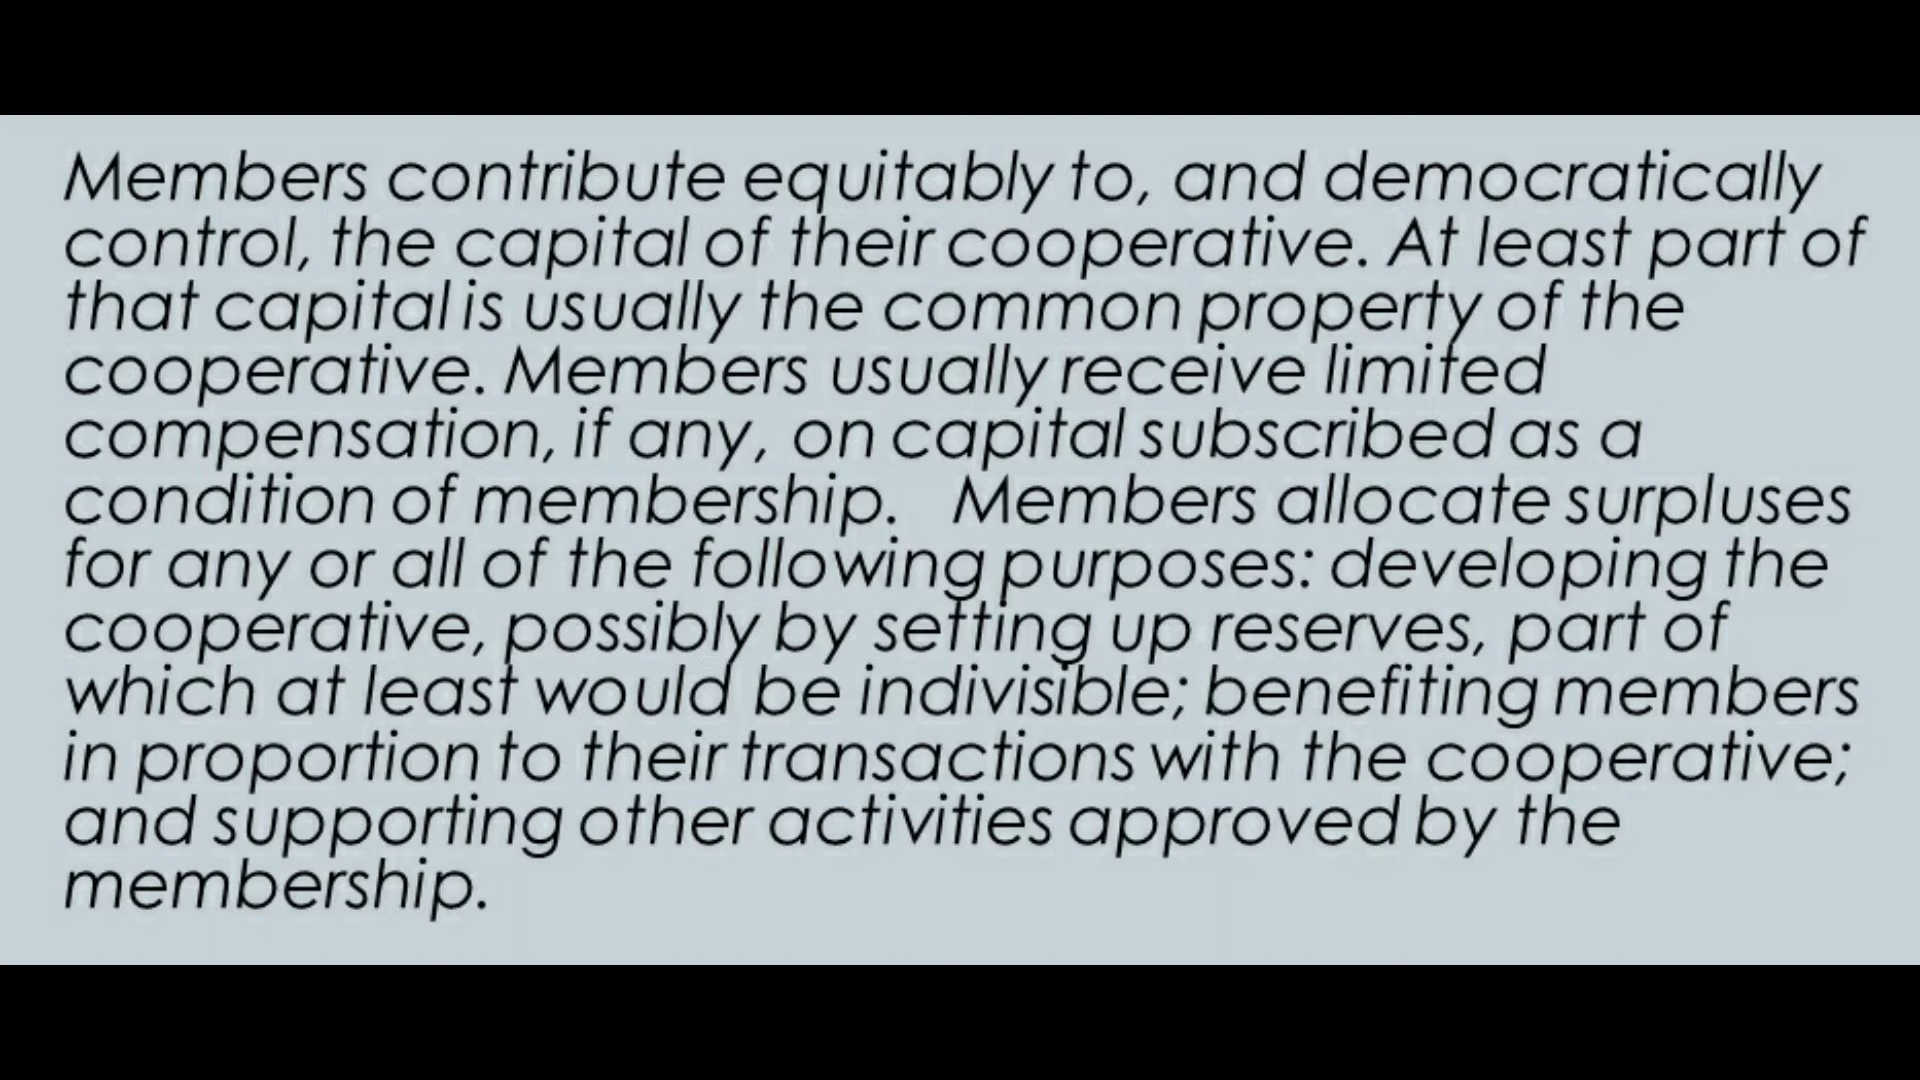 Members contribute equitably to, and democratically
control, the capital of their cooperative. At least part of
that capital is usually the common property of the
cooperative. Members usually receive limited
compensation, if any, on capital subscribed as a
condition of membership.   Members allocate surpluses
for any or all of the following purposes: developing the
cooperative, possibly by setting up reserves, part of
which at least would be indivisible; benefiting members
in proportion to their transactions with the cooperative;
and supporting other activities approved by the
membership.